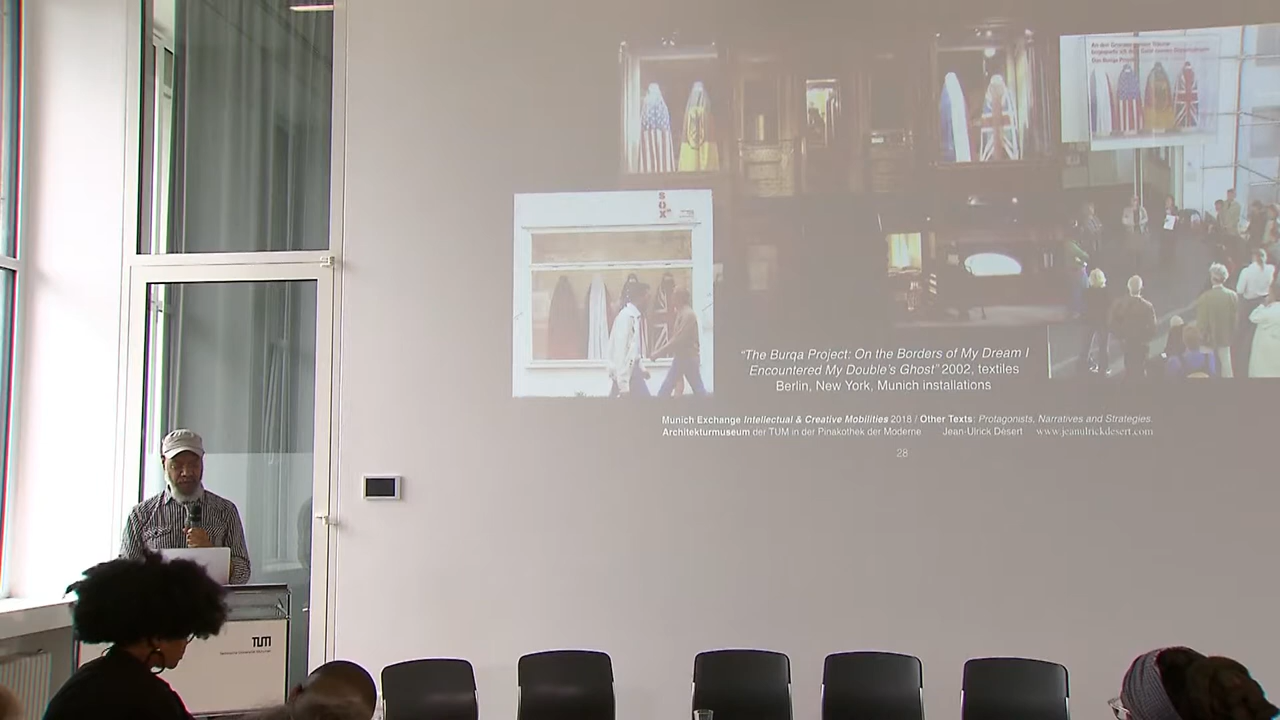 SOX
"The Burqa Project: On the Borders of My Dream I
Encountered My Double's Ghost" 2002, textiles
Berlin, New York, Munich installations
Munich Exchange Intellectual & Creative Mobilities 2018 / Other Texts: Protagonists, Narratives and Strategies.
Architekturmuseum der TUM in der Pinakothek der Moderne Jean-Ulrick Désert www.jeanulrickdesert.com
28
TUM